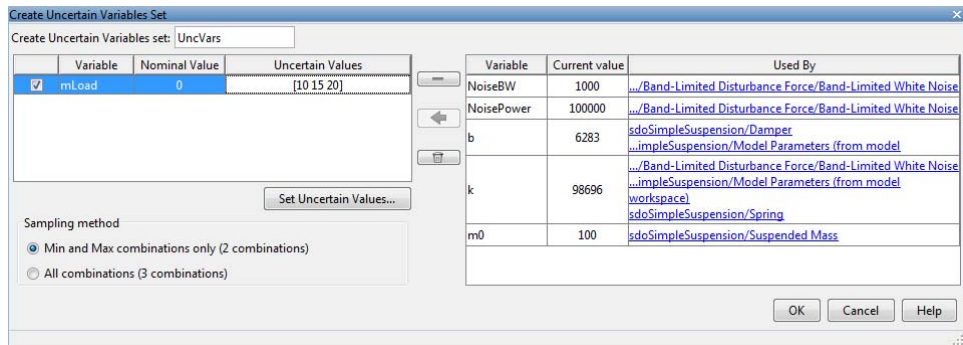 Create Uncertain Variables Set
Create Uncertain Variables set: UncVars
Variable Nominal Value Uncertain Values
mLoad 0 [10 15 20]
Set Uncertain Values...
Sampling method
Min and Max combinations only (2 combinations)
All combinations (3 combinations)
Variable Current value Used By
NoiseBW 1000 .../Band-Limited Disturbance Force/Band-Limited White Noise
NoisePower 100000 .../Band-Limited Disturbance Force/Band-Limited White Noise
b 6283 sdoSimpleSuspension/Damper
...impleSuspension/Model Parameters (from model
k 98696 .../Band-Limited Disturbance Force/Band-Limited White Noise
...impleSuspension/Model Parameters (from model
workspace)
sdoSimpleSuspension/Spring
m0 100 sdoSimpleSuspension/Suspended Mass
OK Cancel Help